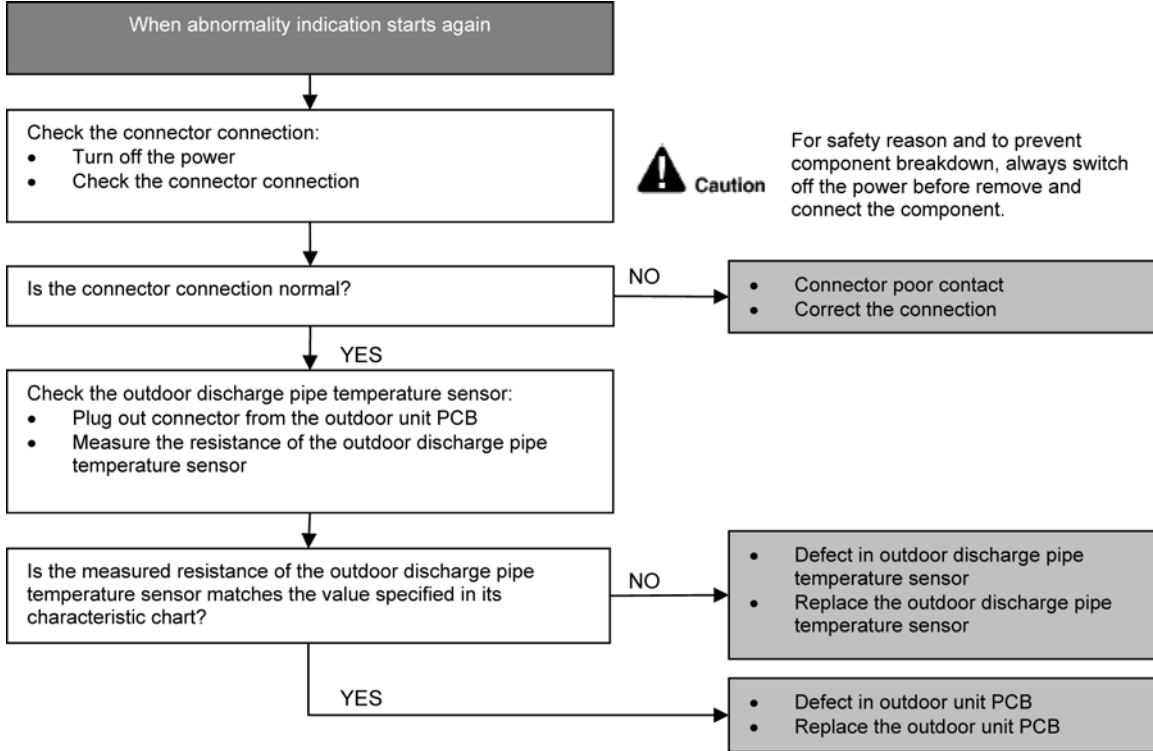 When abnormality indication starts again
Check the connector connection:
• Turn off the power
• Check the connector connection
Caution
For safety reason and to prevent
component breakdown, always switch
off the power before remove and
connect the component.
Is the connector connection normal?
NO
• Connector poor contact
• Correct the connection
YES
Check the outdoor discharge pipe temperature sensor:
• Plug out connector from the outdoor unit PCB
• Measure the resistance of the outdoor discharge pipe
temperature sensor
Is the measured resistance of the outdoor discharge pipe
temperature sensor matches the value specified in its
characteristic chart?
NO
• Defect in outdoor discharge pipe
temperature sensor
• Replace the outdoor discharge pipe
temperature sensor
YES
• Defect in outdoor unit PCB
• Replace the outdoor unit PCB